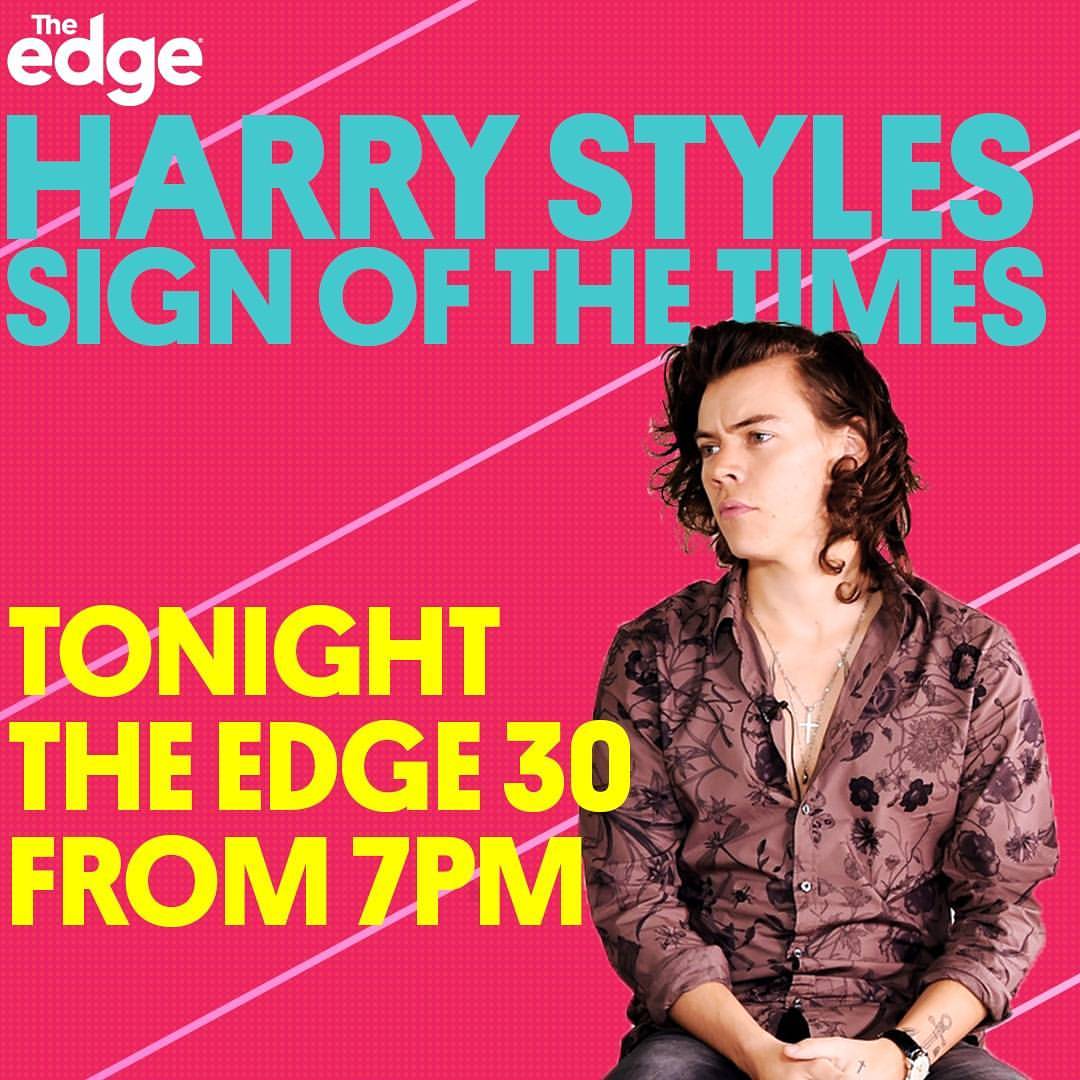 The
edge
HARRY STYLES
SIGN OF THE TIMES
TONIGHT
THE EDGE 30
FROM 7PM